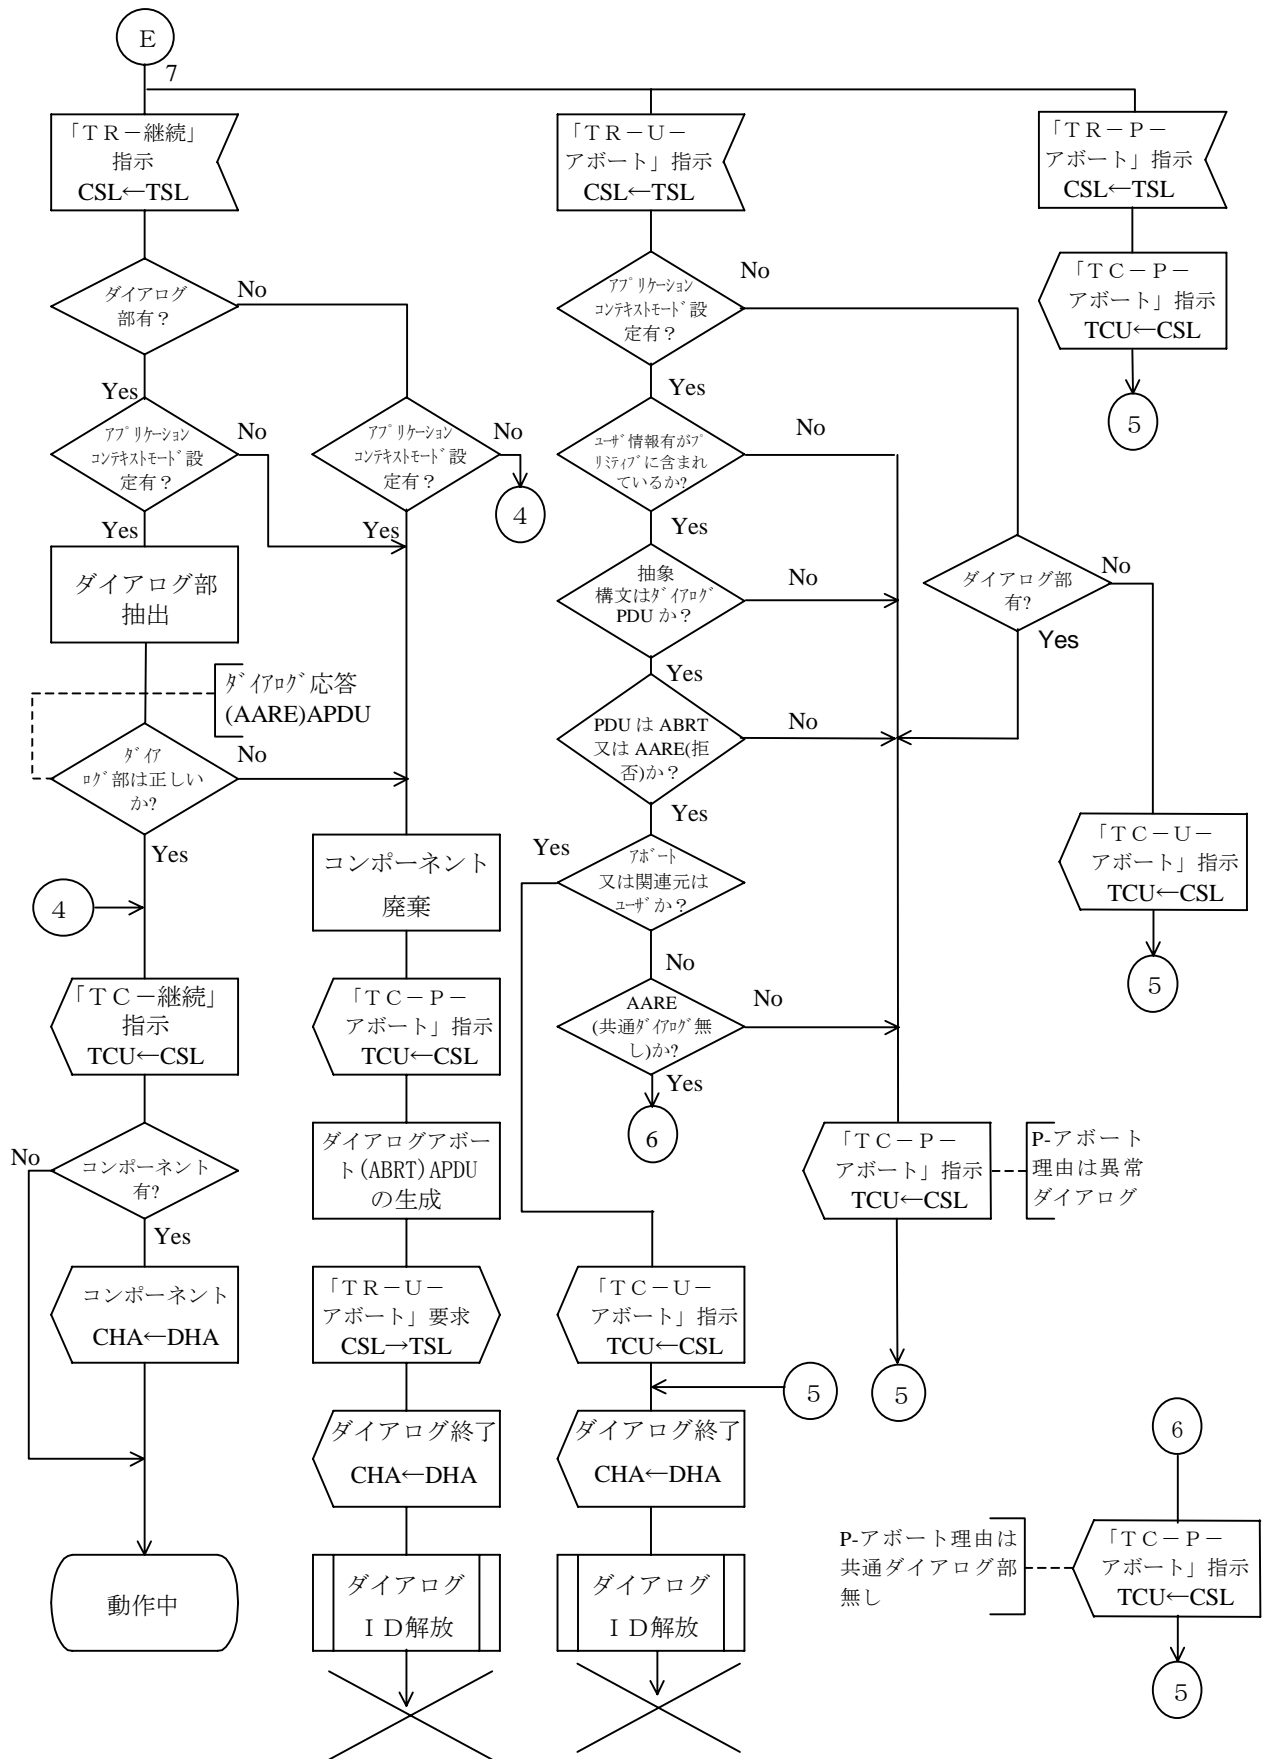 E
7
「ＴＲ－継続」
指示
CSL←TSL
ダイアログ
部有？
No
Yes
ｱﾌﾟﾘｹｰｼｮﾝ
ｺﾝﾃｷｽﾄﾓｰﾄﾞ設
定有？
No
Yes
ｱﾌﾟﾘｹｰｼｮﾝ
ｺﾝﾃｷｽﾄﾓｰﾄﾞ設
定有？
No
4
Yes
ダイアログ部
抽出
ﾀﾞｲｱﾛｸﾞ応答
(AARE)APDU
ﾀﾞｲｱ
ﾛｸﾞ部は正しい
か?
No
Yes
4
「ＴＣ－継続」
指示
TCU←CSL
コンポーネント
有?
No
Yes
コンポーネント
CHA←DHA
動作中
コンポーネント
廃棄
「ＴＣ－Ｐ－
アボート」指示
TCU←CSL
ダイアログアボー
ト(ABRT)APDU
の生成
「ＴＲ－Ｕ－
アボート」要求
CSL→TSL
ダイアログ終了
CHA←DHA
ダイアログ
ＩＤ解放
「ＴＲ－Ｕ－
アボート」指示
CSL←TSL
ｱﾌﾟﾘｹｰｼｮﾝ
ｺﾝﾃｷｽﾄﾓｰﾄﾞ設
定有？
No
Yes
ﾕｰｻﾞ情報有がﾌﾟ
ﾘﾐﾃｨﾌﾞに含まれ
ているか?
No
Yes
抽象
構文はﾀﾞｲｱﾛｸﾞ
PDUか？
No
Yes
PDUはABRT
又はAARE(拒
否)か？
No
Yes
ｱﾎﾞｰﾄ
又は関連元は
ﾕｰｻﾞか？
Yes
No
AARE
(共通ﾀﾞｲｱﾛｸﾞ無
し)か?
No
Yes
6
「ＴＣ－Ｕ－
アボート」指示
TCU←CSL
5
ダイアログ終了
CHA←DHA
ダイアログ
ＩＤ解放
「ＴＣ－Ｐ－
アボート」指示
TCU←CSL
P-アボート
理由は異常
ダイアログ
5
「ＴＲ－Ｐ－
アボート」指示
CSL←TSL
「ＴＣ－Ｐ－
アボート」指示
TCU←CSL
5
ダイアログ部
有?
No
Yes
「ＴＣ－Ｕ－
アボート」指示
TCU←CSL
5
6
P-アボート理由は
共通ダイアログ部
無し
「ＴＣ－Ｐ－
アボート」指示
TCU←CSL
5